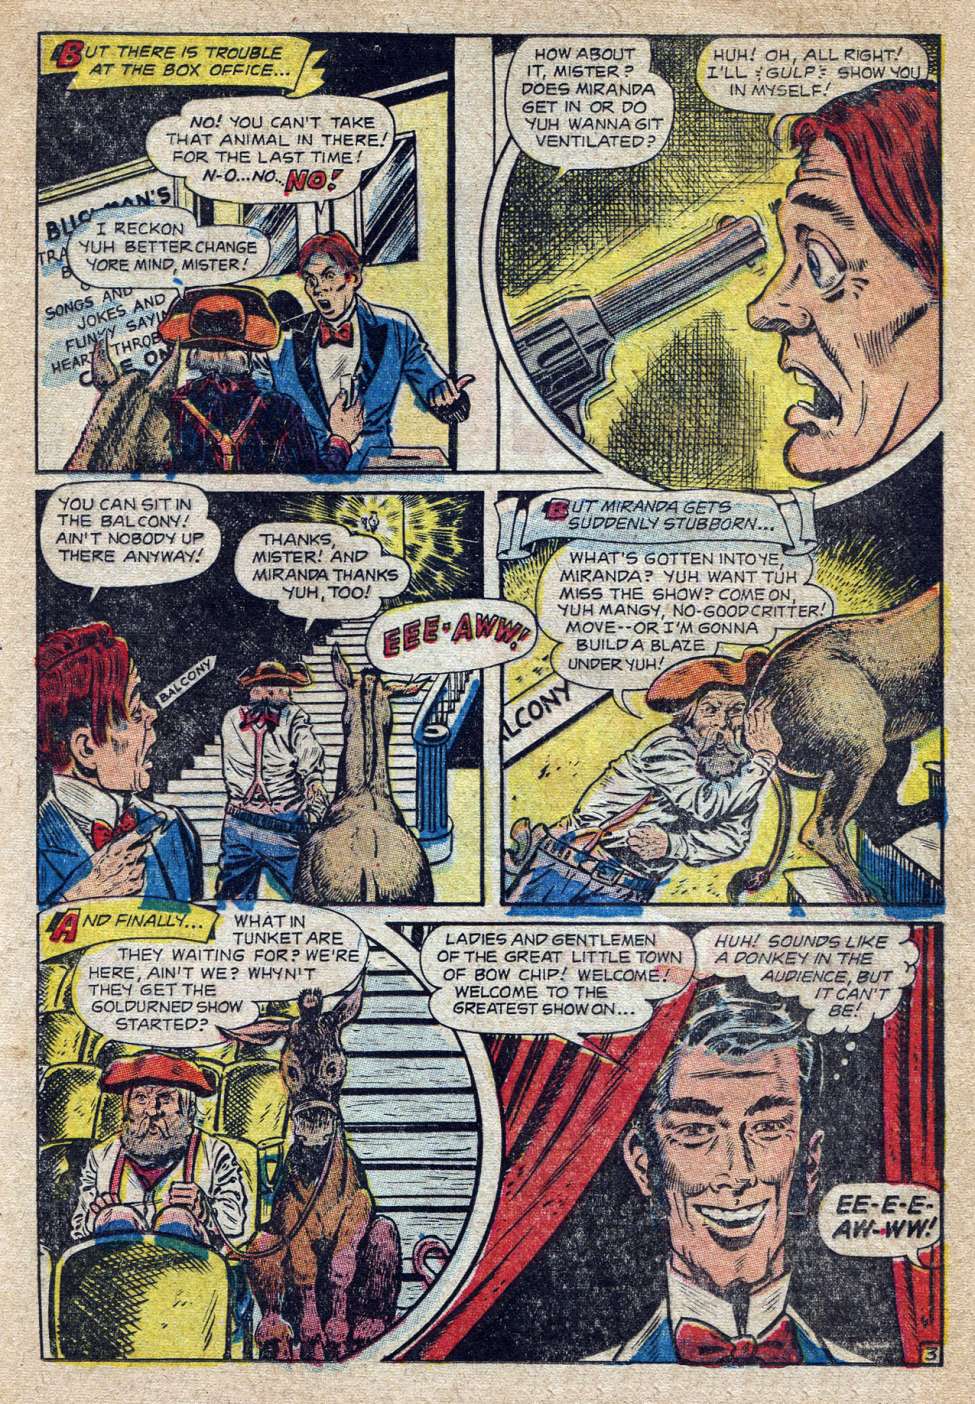 BUT THERE IS TROUBLE
AT THE BOX OFFICE...
NO! YOU CAN'T TAKE
THAT ANIMAL IN THERE!
FOR THE LAST TIME!
N-O...NO..NO!
I RECKON
YUH BETTER CHANGE
YORE MIND, MISTER!
SONGS AND
JOKES AND
HOW ABOUT
IT, MISTER?
DOES MIRANDA
GET IN OR DO
YUH WANNA GIT
VENTILATED?
HUH! OH, ALL RIGHT!
I'LL GULP SHOW YOU
IN MYSELF!
YOU CAN SIT IN
THE BALCONY!
AIN'T NOBODY UP
THERE ANYWAY!
THANKS,
MISTER! AND
MIRANDA THANKS
YUH, TOO!
EEE-AWW!
BALCONY
BUT MIRANDA GETS
SUDDENLY STUBBORN...
WHAT'S GOTTEN INTO YE,
MIRANDA? YUH WANT TUH
MISS THE SHOW? COME ON,
YUH MANGY, NO-GOOD CRITTER!
MOVE--OR I'M GONNA
BUILD A BLAZE
UNDER YUH!
LCONY
AND FINALLY...
WHAT IN
TUNKET ARE
THEY WAITING FOR? WE'RE
HERE, AIN'T WE? WHYN'T
THEY GET THE
GOLDURNED SHOW
STARTED?
LADIES AND GENTLEMEN
OF THE GREAT LITTLE TOWN
OF BOW CHIP! WELCOME!
WELCOME TO THE
GREATEST SHOW ON...
HUH! SOUNDS LIKE
A DONKEY IN THE
AUDIENCE, BUT
IT CAN'T
BE!
EE-E-E-
AW-WW!
3